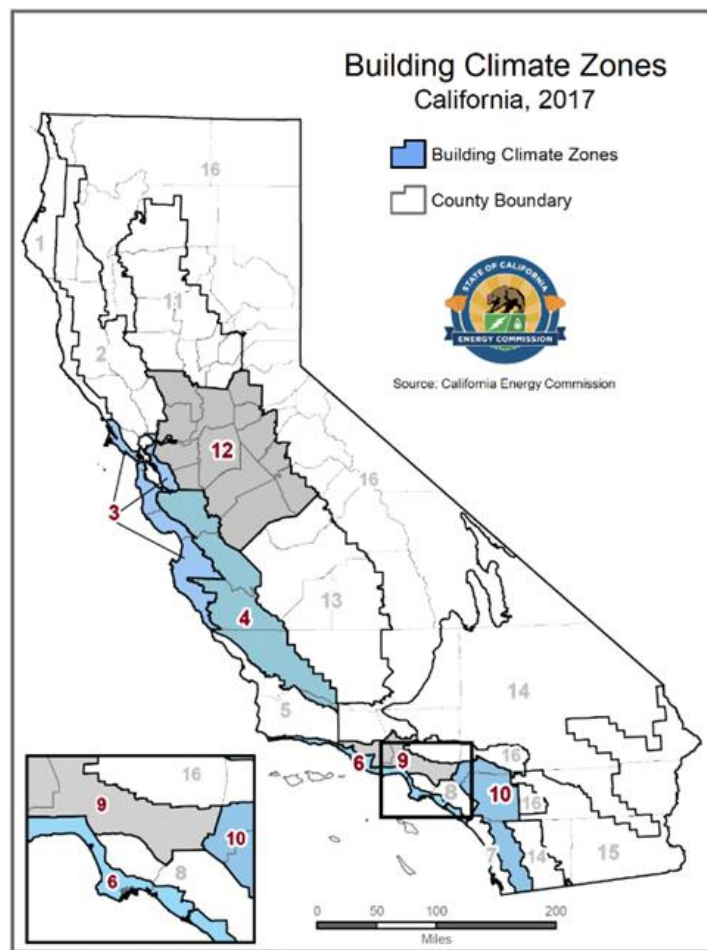 Building Climate Zones
California, 2017
Building Climate Zones
County Boundary
STATE OF CALIFORNIA
ENERGY COMMISSION
Source: California Energy Commission
16
1
11
2
12
16
3
13
4
14
5
6
9
16
8
10
16
7
14
15
16
9
10
8
6
0 50 100 200
Miles